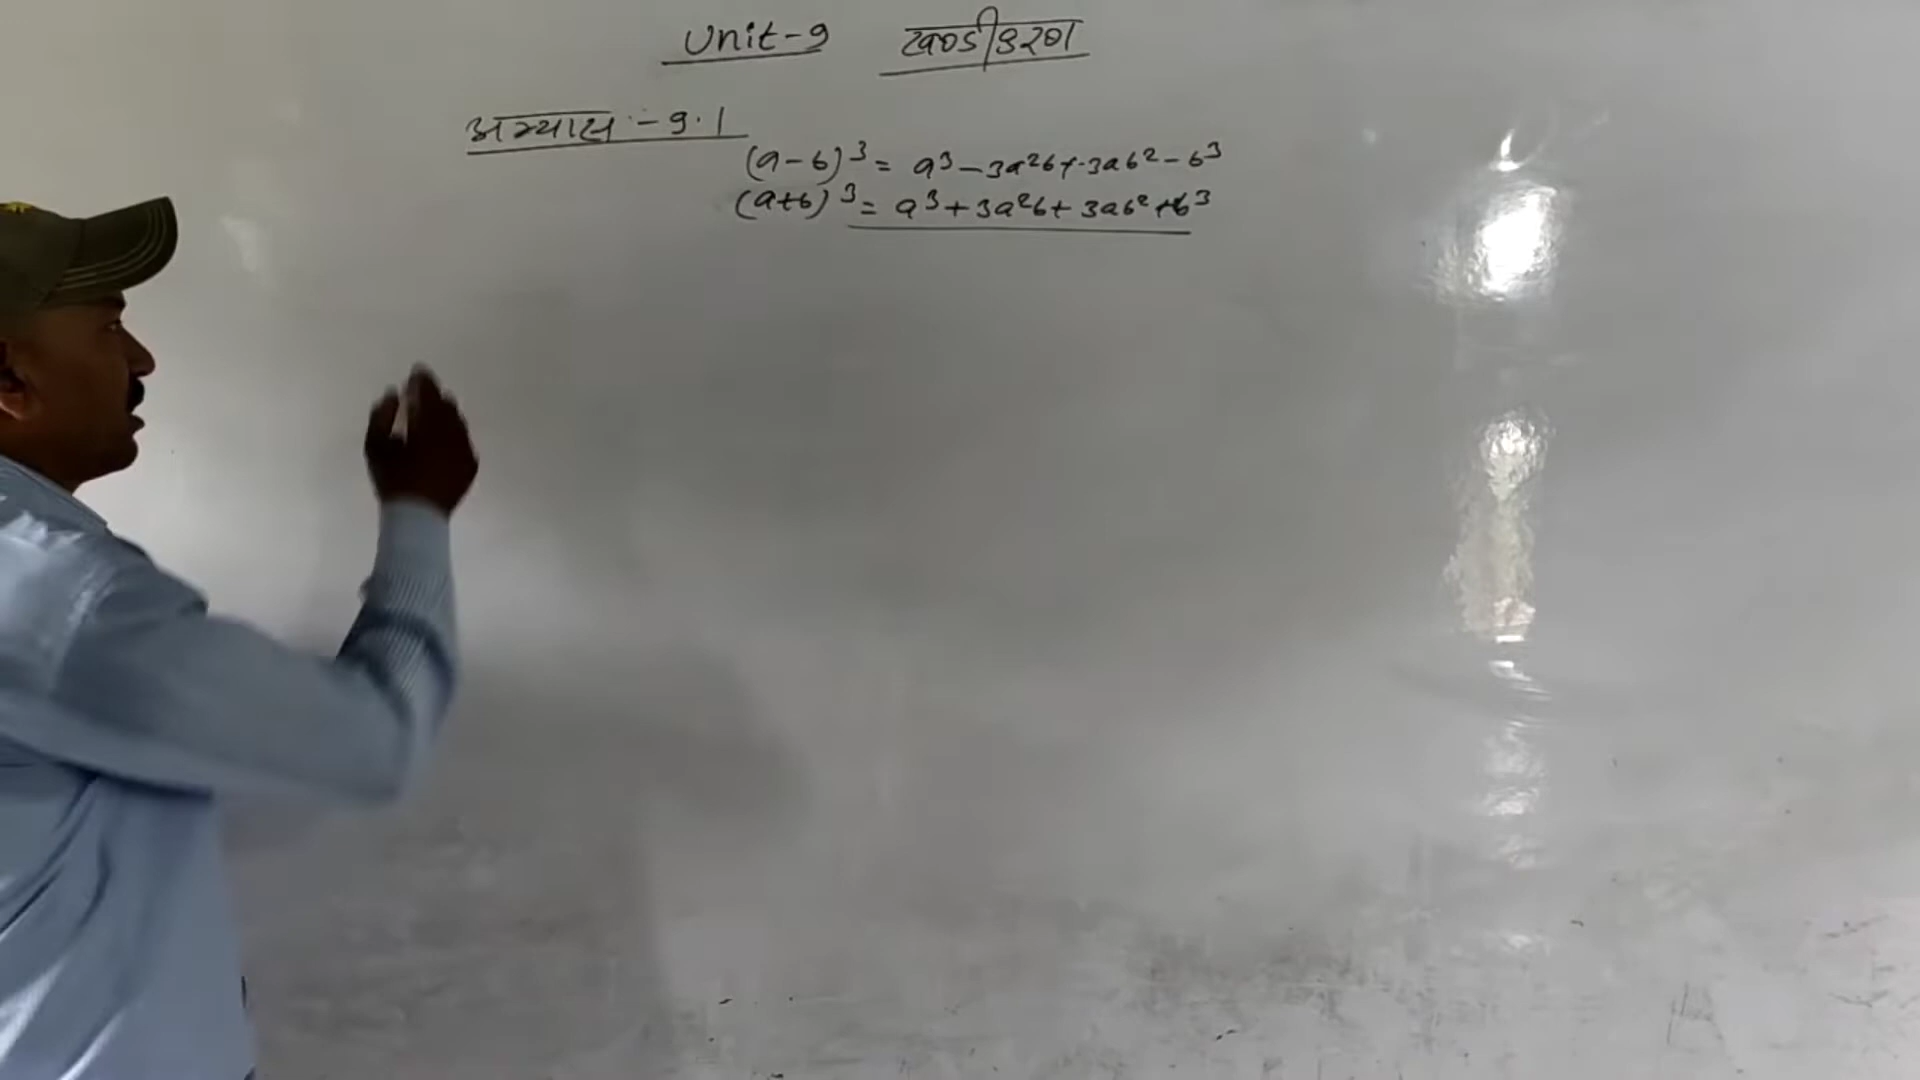 Unit-9 खण्डीकरण
अभ्यास :- 9.1
(a-b)³ = a³ - 3a²b + 3ab² - b³
(a+b)³ = a³ + 3a²b + 3ab² + b³